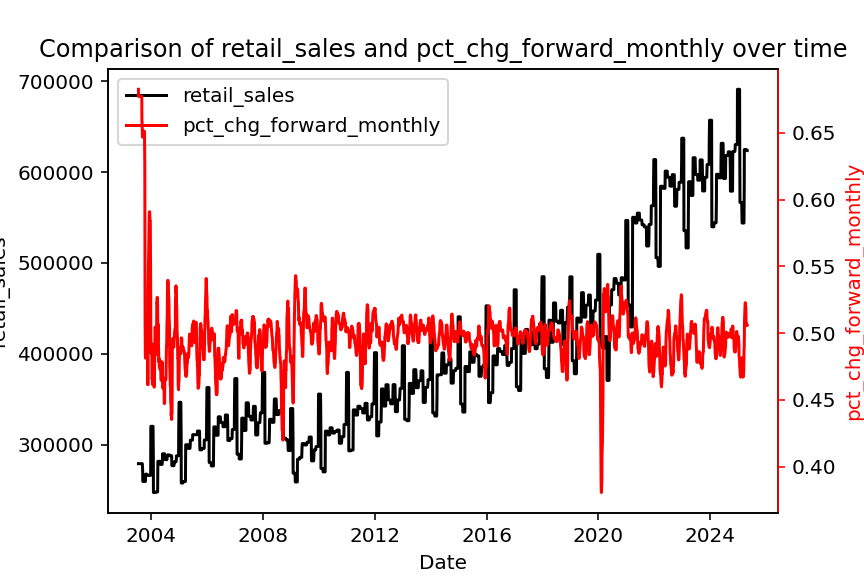 Comparison of retail_sales and pct_chg_forward_monthly over time
retail_sales
pct_chg_forward_monthly
700000
600000
500000
400000
300000
retail_sales
0.65
0.60
0.55
0.50
0.45
0.40
pct_chg_forward_monthly
2004
2008
2012
2016
2020
2024
Date